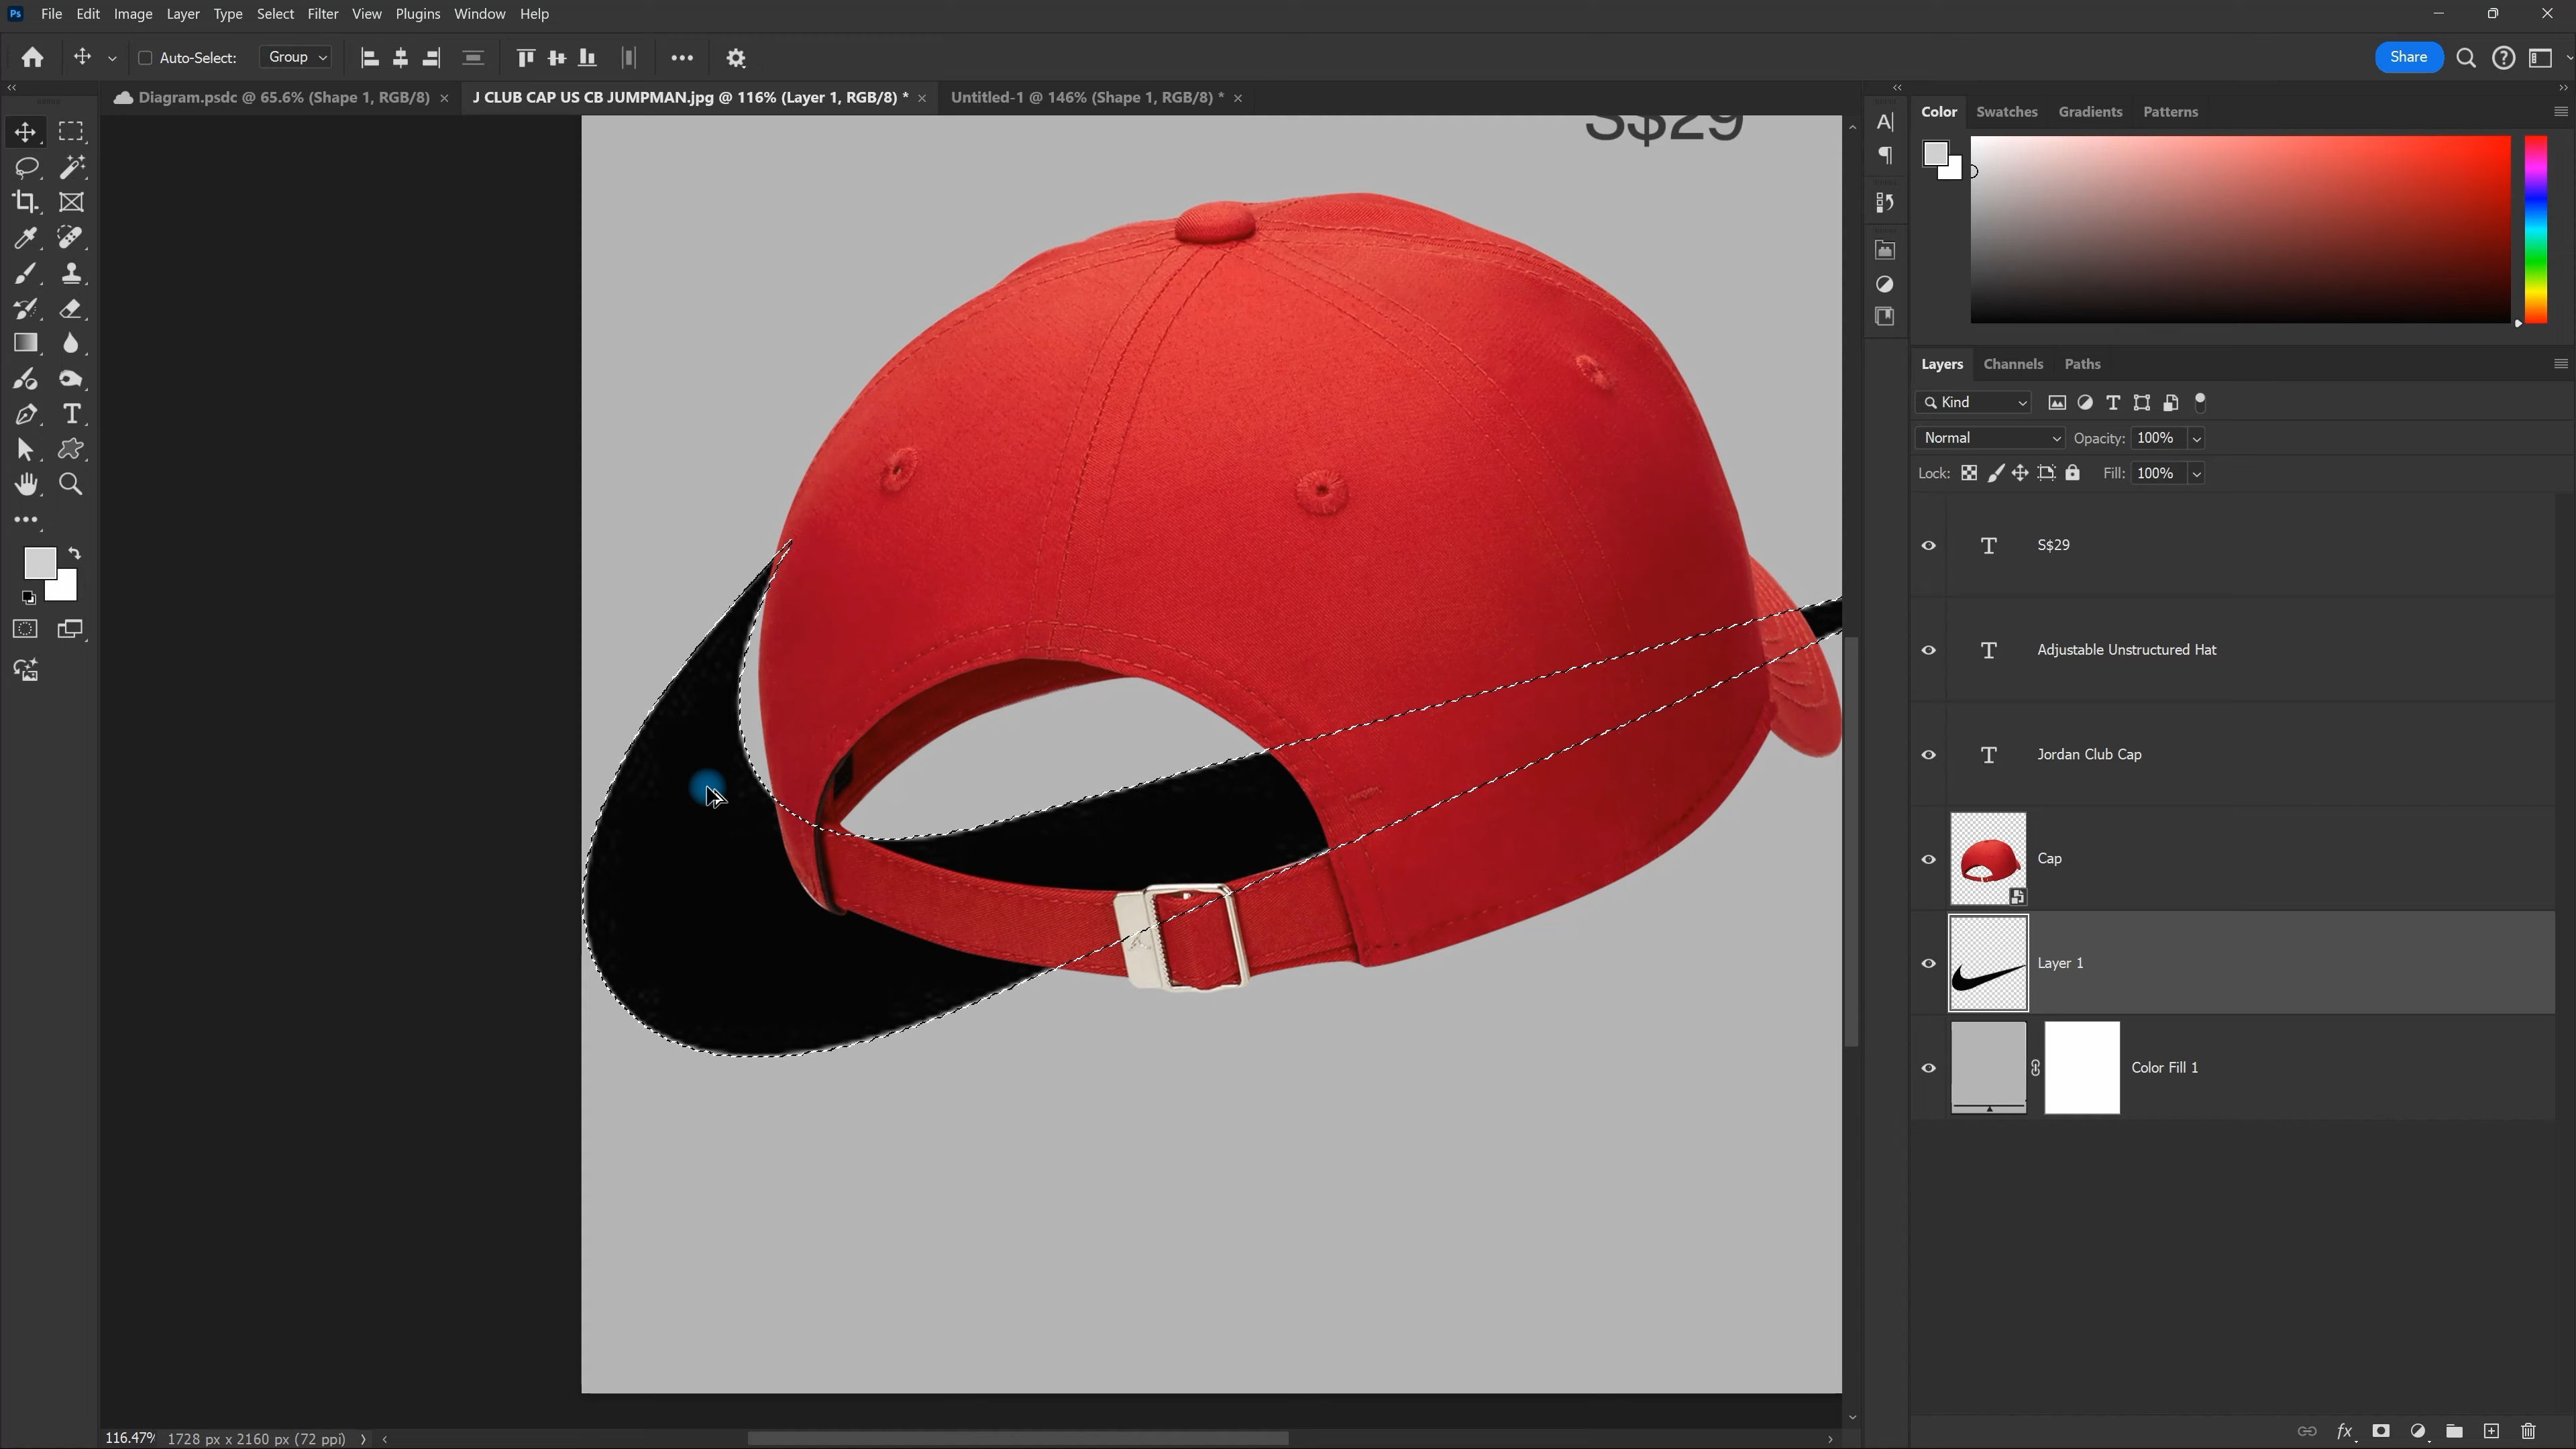 Ps File Edit Image Layer Type Select Filter View Plugins Window Help
Auto-Select: Group Share
Diagram.psdc @ 65.6% (Shape 1, RGB/8) × J CLUB CAP US CB JUMPMAN.jpg @ 116% (Layer 1, RGB/8) * × Untitled-1 @ 146% (Shape 1, RGB/8) * ×
S$29
Color Swatches Gradients Patterns
Layers Channels Paths
Kind
Normal Opacity: 100%
Lock: Fill: 100%
S$29
Adjustable Unstructured Hat
Jordan Club Cap
Cap
Layer 1
Color Fill 1
116.47% 1728 px x 2160 px (72 ppi)